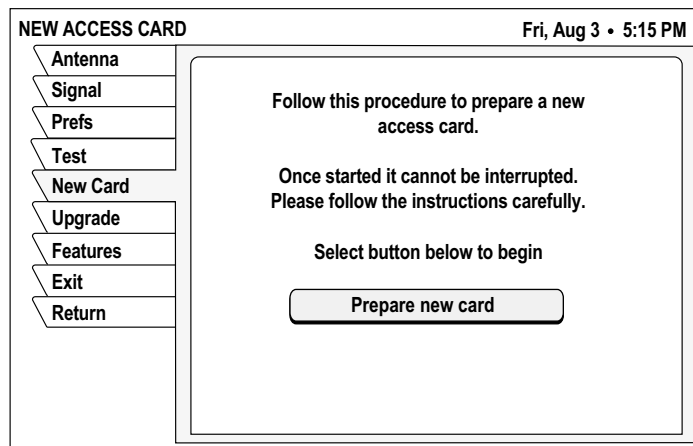 NEW ACCESS CARD Fri, Aug 3 • 5:15 PM
Antenna
Signal
Prefs
Test
New Card
Upgrade
Features
Exit
Return
Follow this procedure to prepare a new
access card.
Once started it cannot be interrupted.
Please follow the instructions carefully.
Select button below to begin
Prepare new card